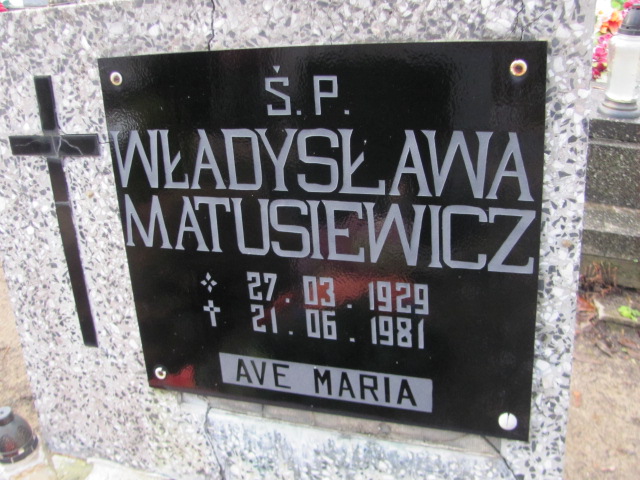 Ś.P.
WŁADYSŁAWA
MATUSIEWICZ
27.03.1929
21.06.1981
AVE MARIA